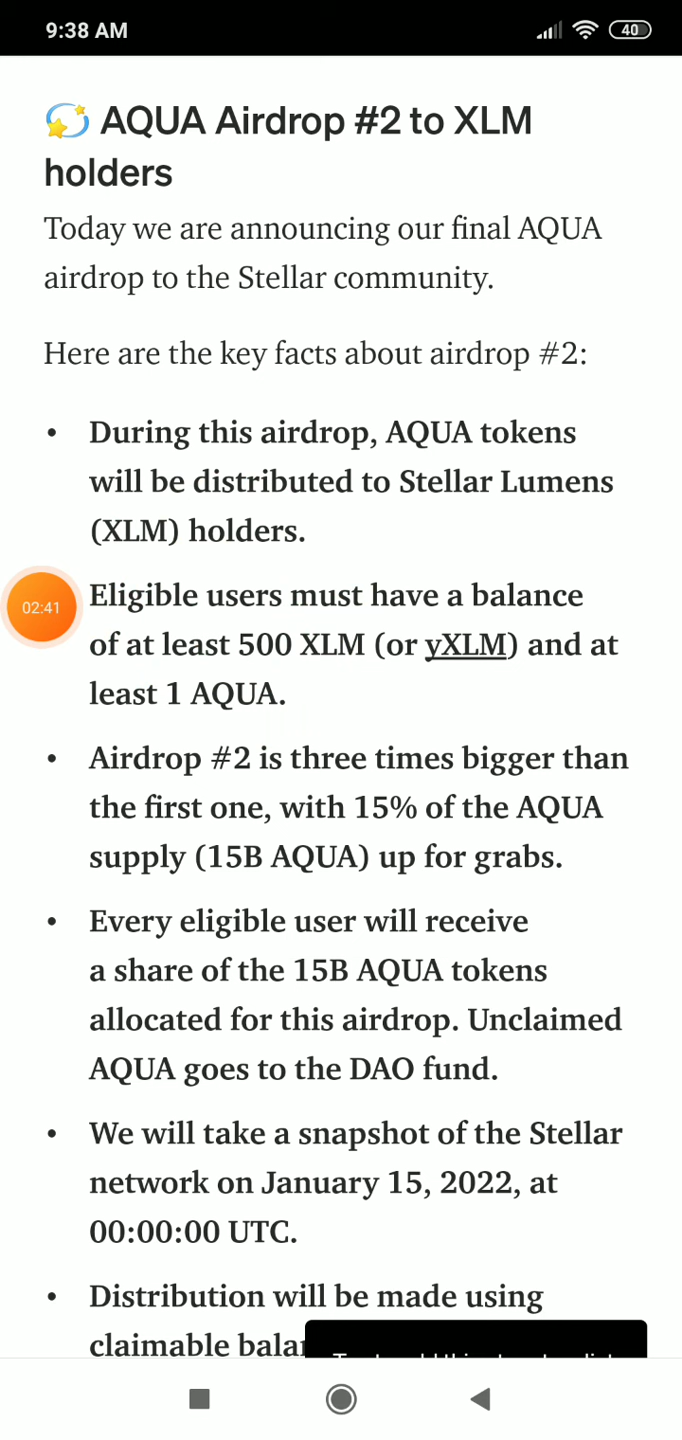 9:38 AM
40
AQUA Airdrop #2 to XLM
holders
Today we are announcing our final AQUA
airdrop to the Stellar community.
Here are the key facts about airdrop #2:
• During this airdrop, AQUA tokens
will be distributed to Stellar Lumens
(XLM) holders.
02:41
Eligible users must have a balance
of at least 500 XLM (or yXLM) and at
least 1 AQUA.
• Airdrop #2 is three times bigger than
the first one, with 15% of the AQUA
supply (15B AQUA) up for grabs.
• Every eligible user will receive
a share of the 15B AQUA tokens
allocated for this airdrop. Unclaimed
AQUA goes to the DAO fund.
• We will take a snapshot of the Stellar
network on January 15, 2022, at
00:00:00 UTC.
• Distribution will be made using
claimable